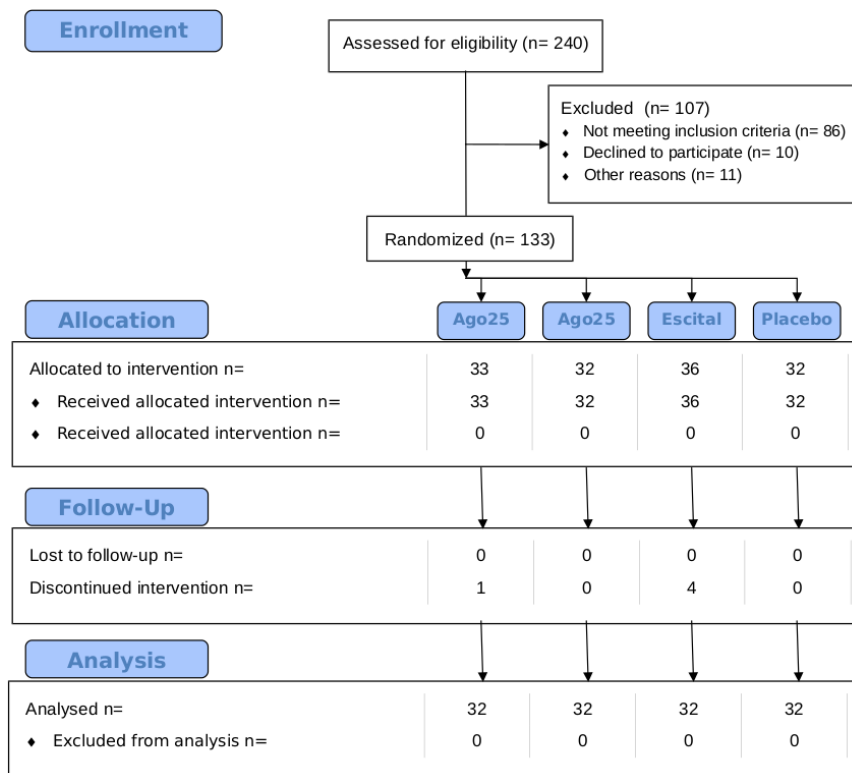 Enrollment
Assessed for eligibility (n= 240)
Excluded (n= 107)
♦ Not meeting inclusion criteria (n= 86)
♦ Declined to participate (n= 10)
♦ Other reasons (n= 11)
Randomized (n= 133)
Allocation
Ago25 Ago25 Escital Placebo
Allocated to intervention n= 33 32 36 32
♦ Received allocated intervention n= 33 32 36 32
♦ Received allocated intervention n= 0 0 0 0
Follow-Up
Lost to follow-up n= 0 0 0 0
Discontinued intervention n= 1 0 4 0
Analysis
Analysed n= 32 32 32 32
♦ Excluded from analysis n= 0 0 0 0